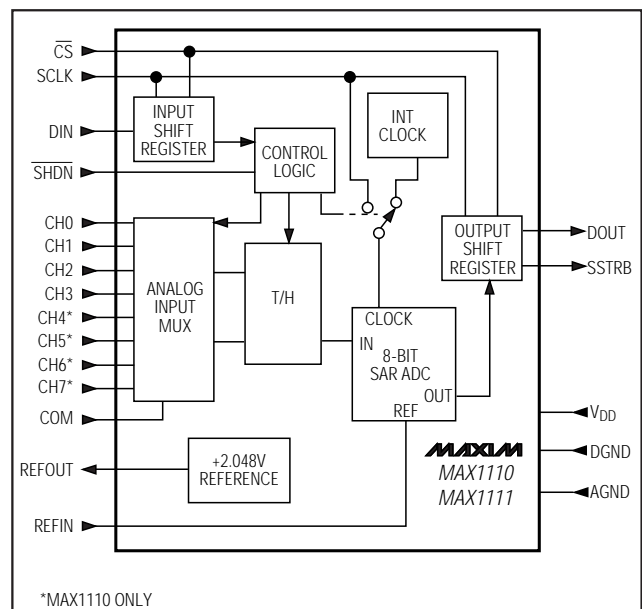 CS
SCLK
DIN
SHDN
CH0
CH1
CH2
CH3
CH4*
CH5*
CH6*
CH7*
COM
REFOUT
REFIN
INPUT
SHIFT
REGISTER
CONTROL
LOGIC
INT
CLOCK
ANALOG
INPUT
MUX
T/H
CLOCK
IN
8-BIT
SAR ADC
OUT
REF
OUTPUT
SHIFT
REGISTER
+2.048V
REFERENCE
DOUT
SSTRB
VDD
DGND
AGND
MAXIM
MAX1110
MAX1111
*MAX1110 ONLY